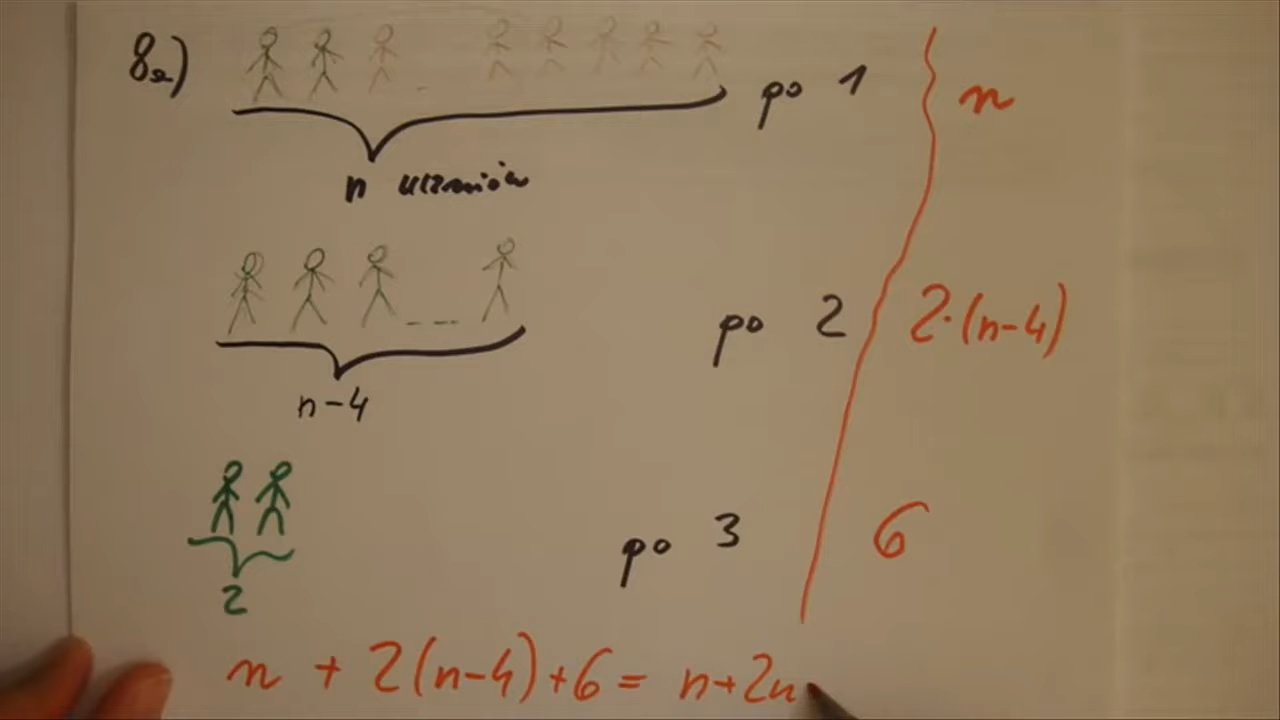 8a) po 1 n
n uczniów
po 2 2·(n-4)
n-4
po 3 6
2
n + 2(n-4)+6= n+2n